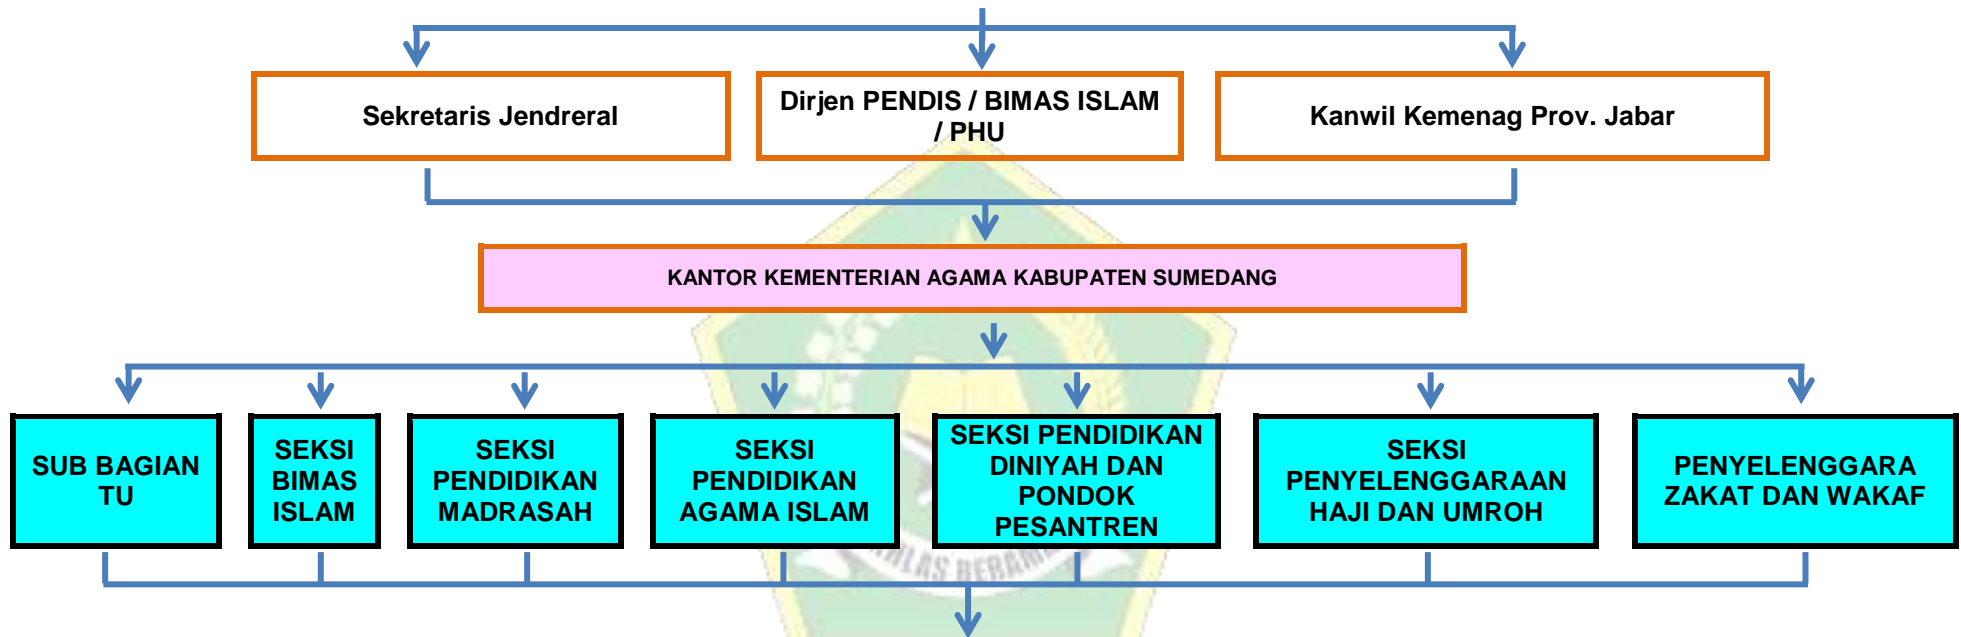 Sekretaris Jendreral
Dirjen PENDIS / BIMAS ISLAM
/ PHU
Kanwil Kemenag Prov. Jabar
KANTOR KEMENTERIAN AGAMA KABUPATEN SUMEDANG
SUB BAGIAN
TU
SEKSI
BIMAS
ISLAM
SEKSI
PENDIDIKAN
MADRASAH
SEKSI
PENDIDIKAN
AGAMA ISLAM
SEKSI PENDIDIKAN
DINIYAH DAN
PONDOK
PESANTREN
SEKSI
PENYELENGGARAAN
HAJI DAN UMROH
PENYELENGGARA
ZAKAT DAN WAKAF